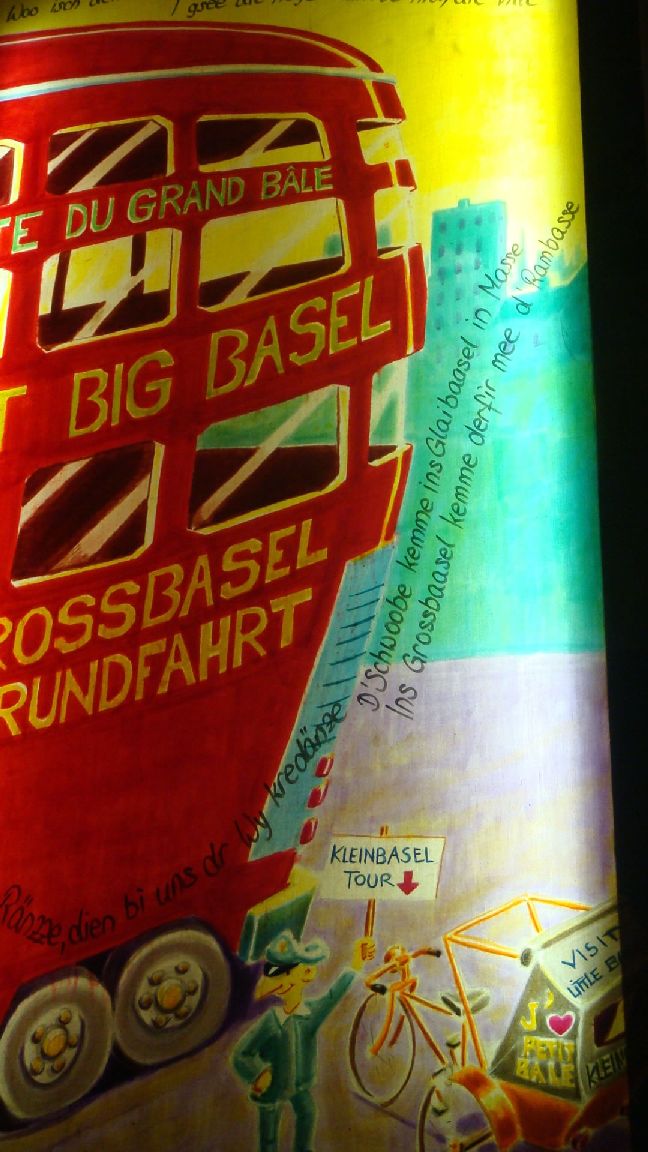 TE DU GRAND BÂLE
T BIG BASEL
ROSSBASEL
RUNDFAHRT
D'Schwoobe kemme ins Glaibaasel in Masse
Ins Grossbaasel kemme derfir mee d Rambasse
Ränzze, dien bi uns dr Wy kredänze
KLEINBASEL
TOUR
VISIT
LITTLE B
J'
PETIT
BALE
KLEIN